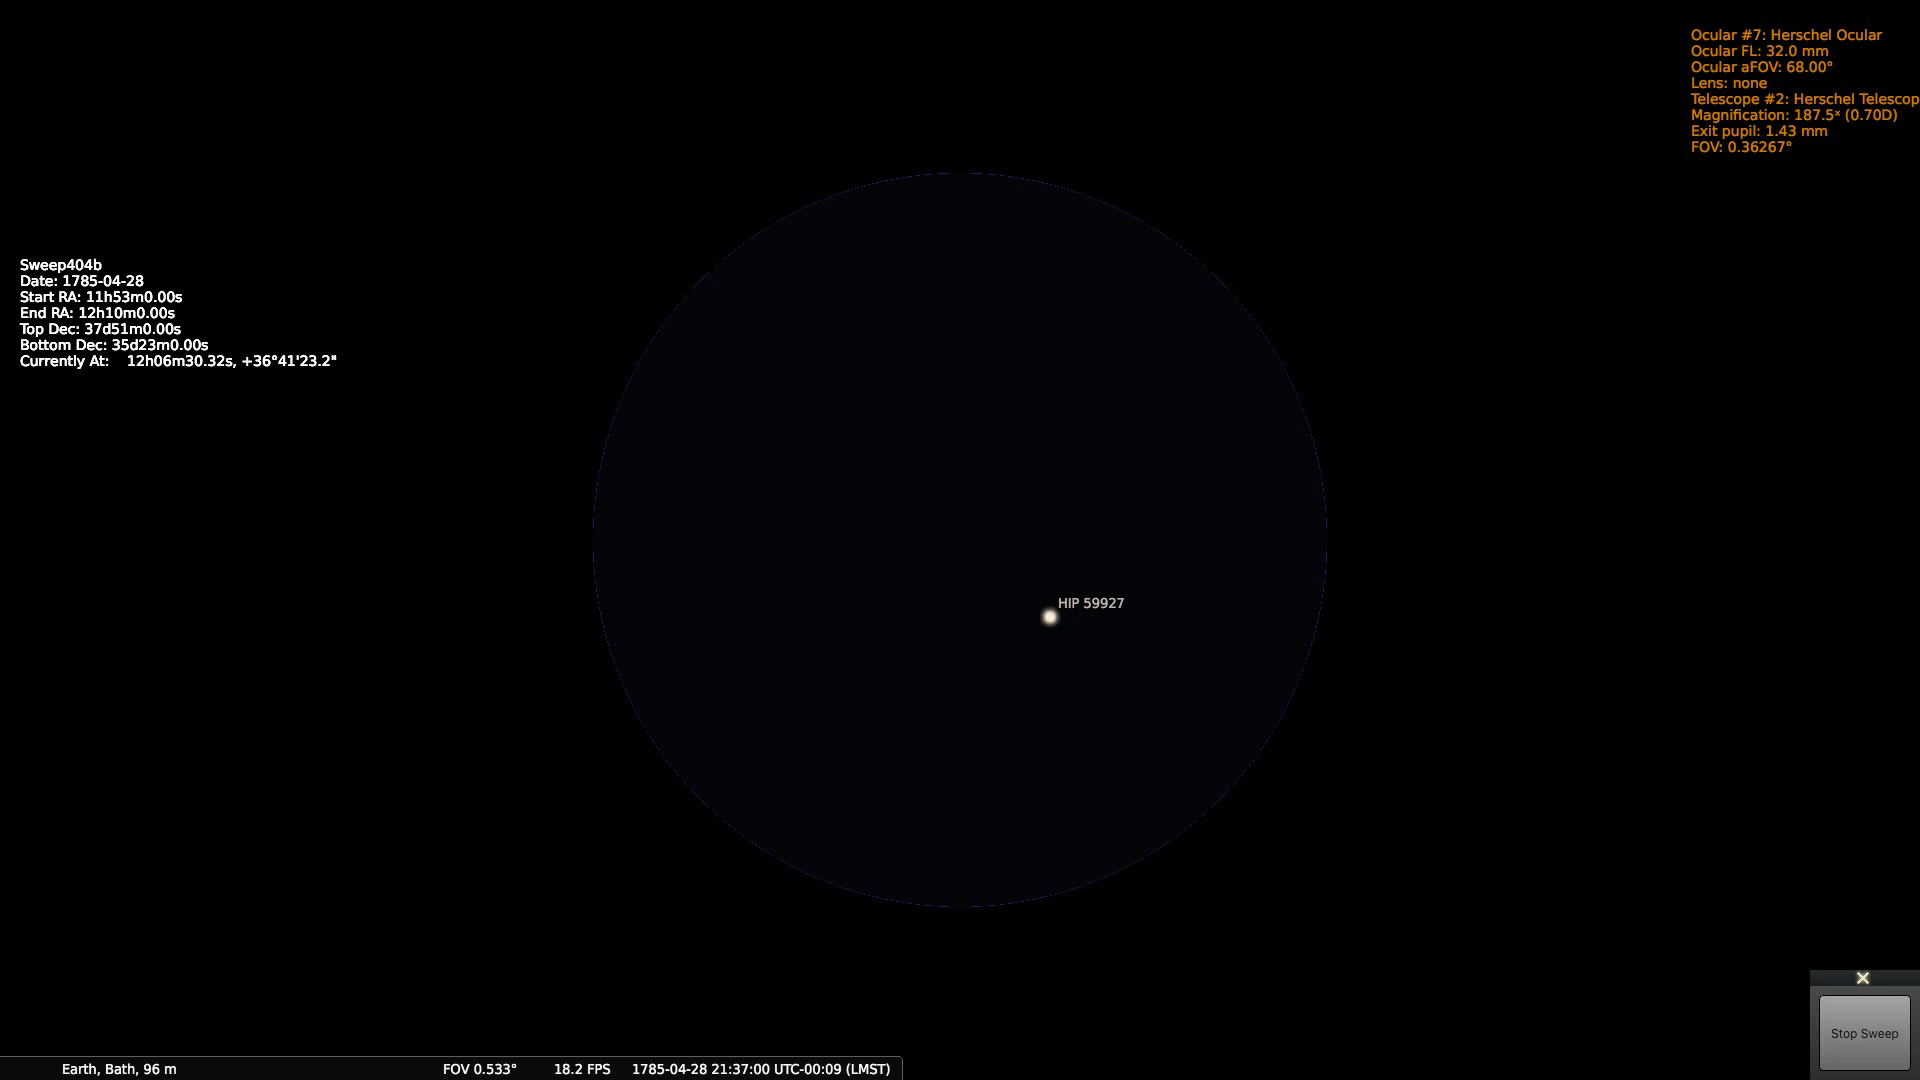 Ocular #7: Herschel Ocular
Ocular FL: 32.0 mm
Ocular aFOV: 68.00°
Lens: none
Telescope #2: Herschel Telescop
Magnification: 187.5ˣ (0.70D)
Exit pupil: 1.43 mm
FOV: 0.36267°
Sweep404b
Date: 1785-04-28
Start RA: 11h53m0.00s
End RA: 12h10m0.00s
Top Dec: 37d51m0.00s
Bottom Dec: 35d23m0.00s
Currently At: 12h06m30.32s, +36°41'23.2"
HIP 59927
Stop Sweep
Earth, Bath, 96 m FOV 0.533° 18.2 FPS 1785-04-28 21:37:00 UTC-00:09 (LMST)